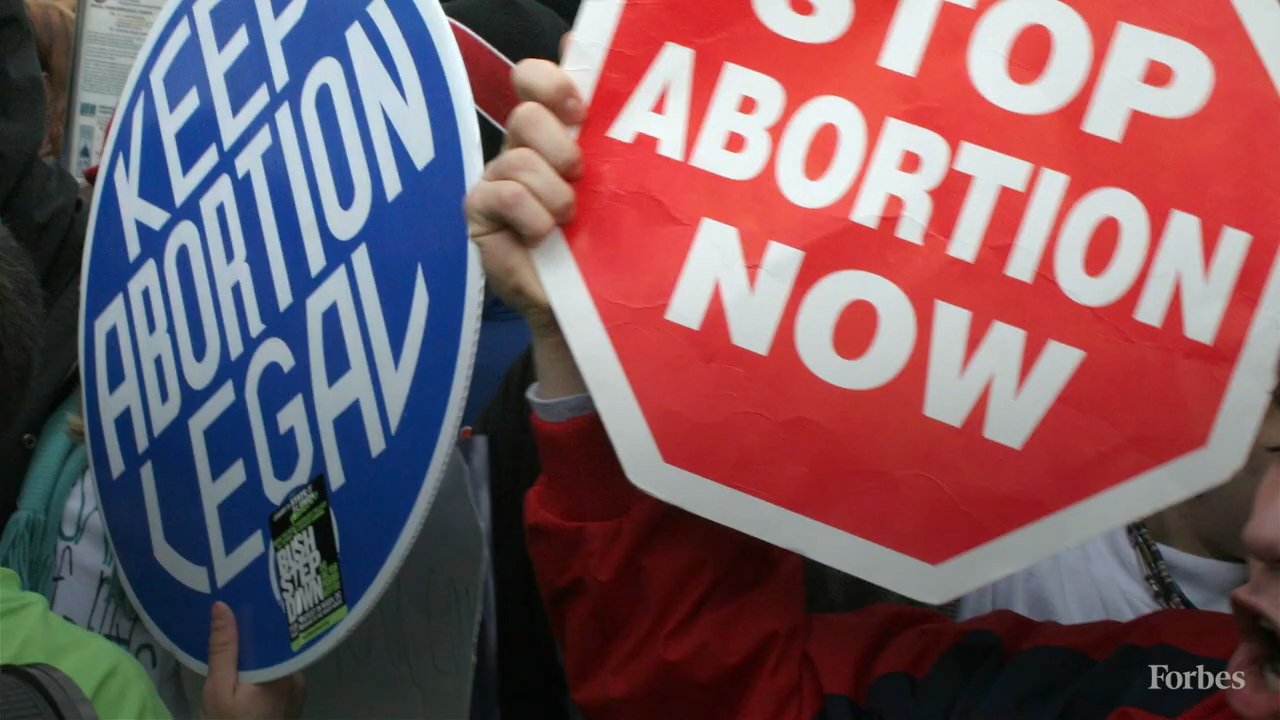 KEEP
ABORTION
LEGAL
BUSH
STEP
DOWN
STOP
ABORTION
NOW
Forbes